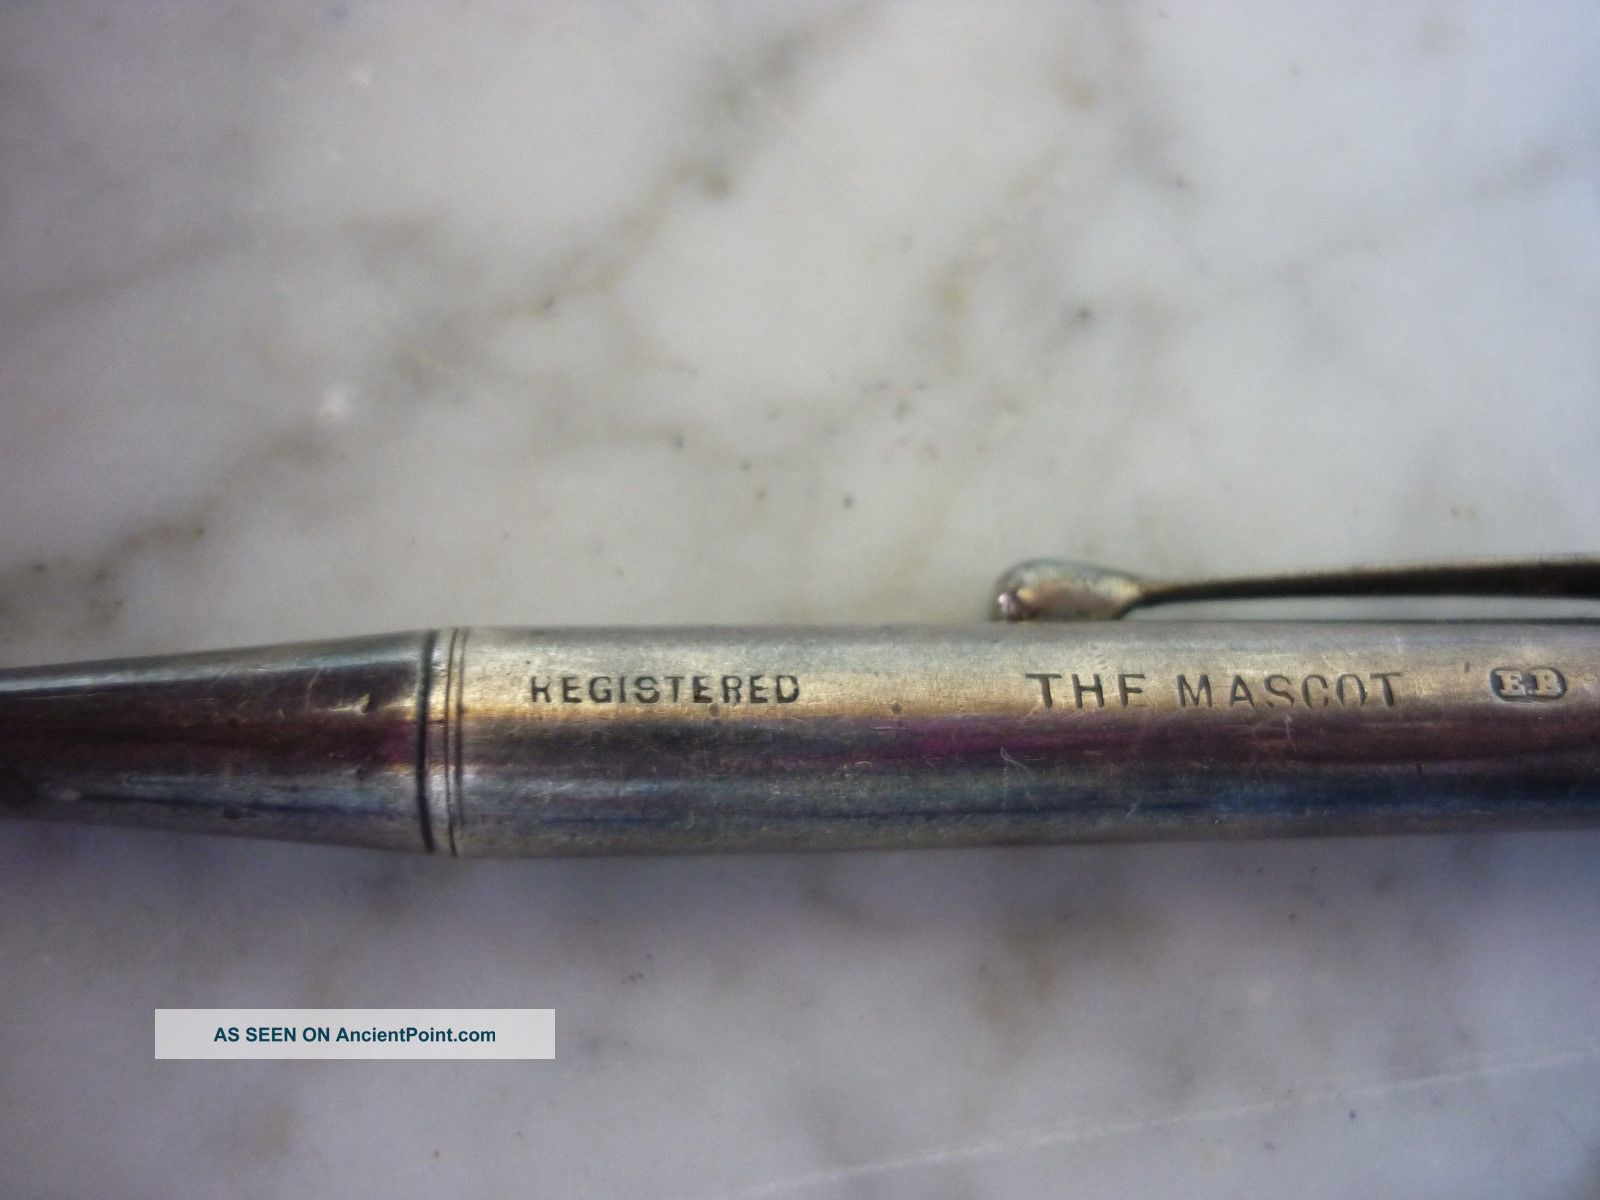 REGISTERED THE MASCOT E.B
AS SEEN ON AncientPoint.com